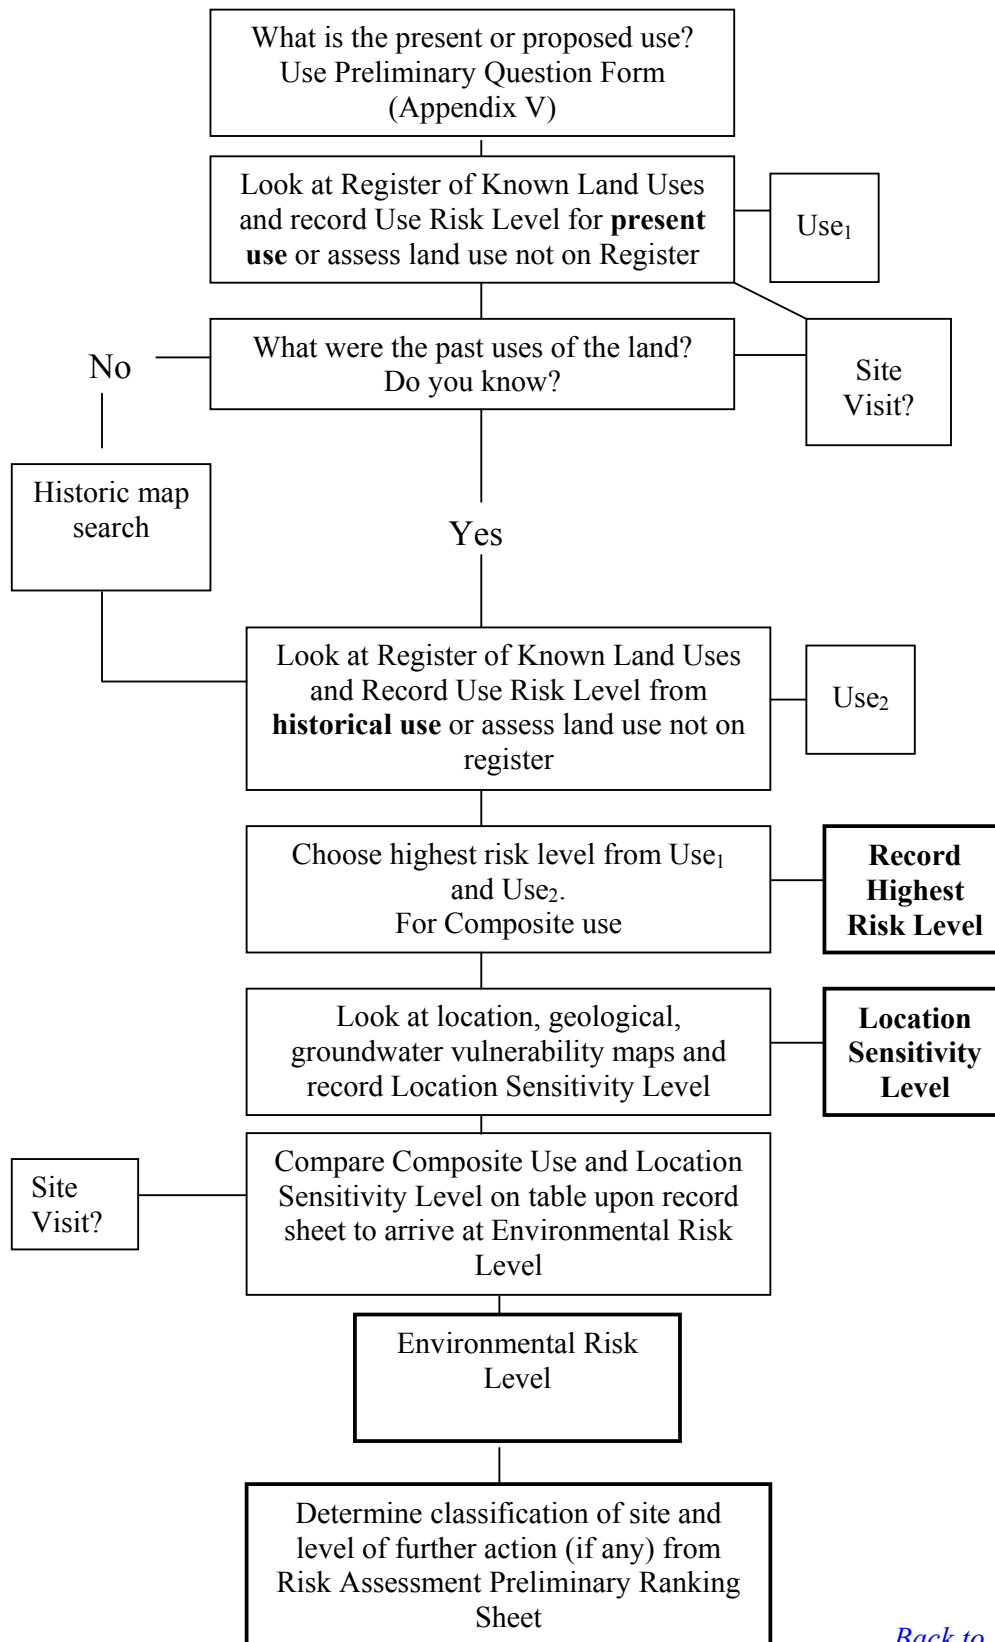 What is the present or proposed use?
Use Preliminary Question Form
(Appendix V)
Look at Register of Known Land Uses
and record Use Risk Level for present
use or assess land use not on Register
Use₁
What were the past uses of the land?
Do you know?
No
Site
Visit?
Historic map
search
Yes
Look at Register of Known Land Uses
and Record Use Risk Level from
historical use or assess land use not on
register
Use₂
Choose highest risk level from Use₁
and Use₂.
For Composite use
Record
Highest
Risk Level
Look at location, geological,
groundwater vulnerability maps and
record Location Sensitivity Level
Location
Sensitivity
Level
Compare Composite Use and Location
Sensitivity Level on table upon record
sheet to arrive at Environmental Risk
Level
Site
Visit?
Environmental Risk
Level
Determine classification of site and
level of further action (if any) from
Risk Assessment Preliminary Ranking
Sheet
Back to